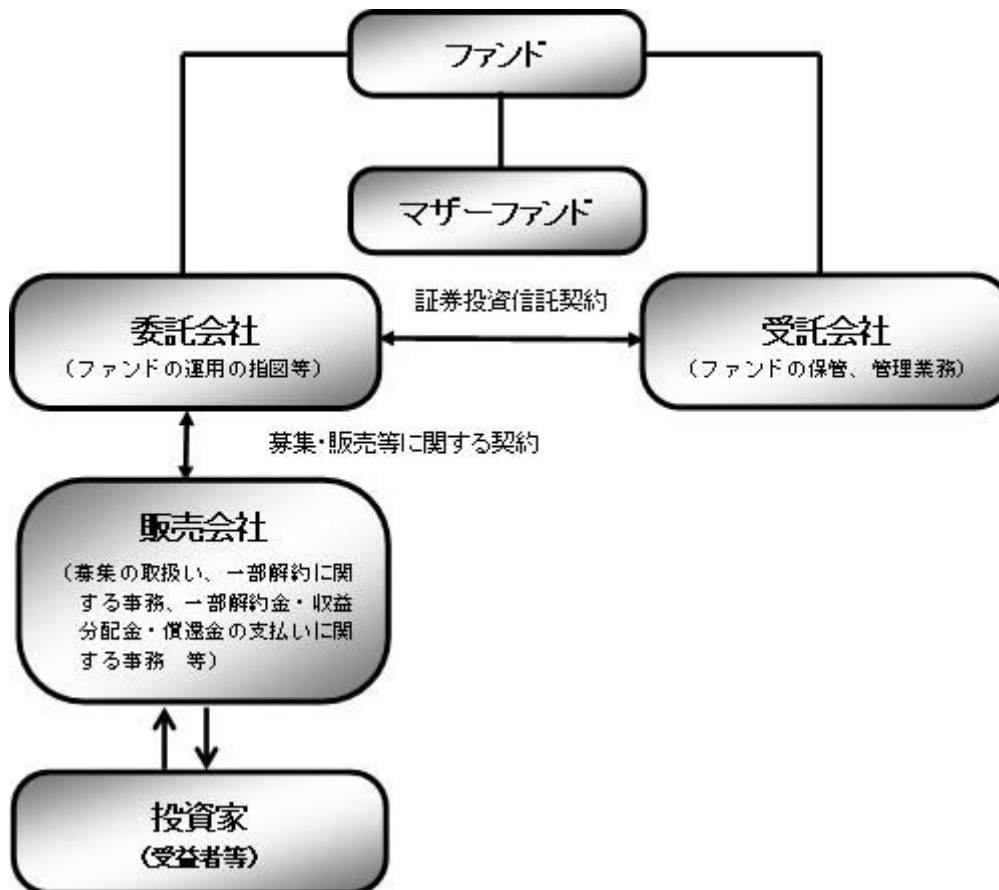 ファンド
マザーファンド
証券投資信託契約
委託会社
（ファンドの運用の指図等）
受託会社
（ファンドの保管、管理業務）
募集・販売等に関する契約
販売会社
（募集の取扱い、一部解約に関
する事務、一部解約金・収益
分配金・償還金の支払いに関
する事務　等）
投資家
（受益者等）